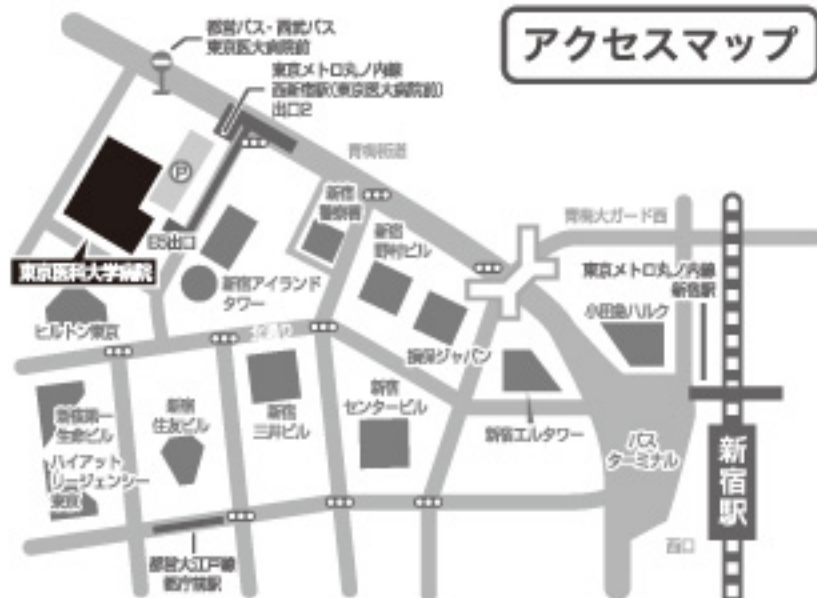 アクセスマップ
都営バス・西武バス
東京医大病院前
東京メトロ丸ノ内線
西新宿駅(東京医大病院前)
出口2
青梅街道
P
新宿
警察署
新宿
野村ビル
青梅大ガード西
東京メトロ丸ノ内線
新宿駅
E5出口
東京医科大学病院
新宿アイランド
タワー
ヒルトン東京
損保ジャパン
小田急ハルク
新宿第一
生命ビル
新宿
住友ビル
新宿
三井ビル
新宿
センタービル
新宿エルタワー
バス
ターミナル
新宿駅
ハイアット
リージェンシー
東京
西口
都営大江戸線
都庁前駅